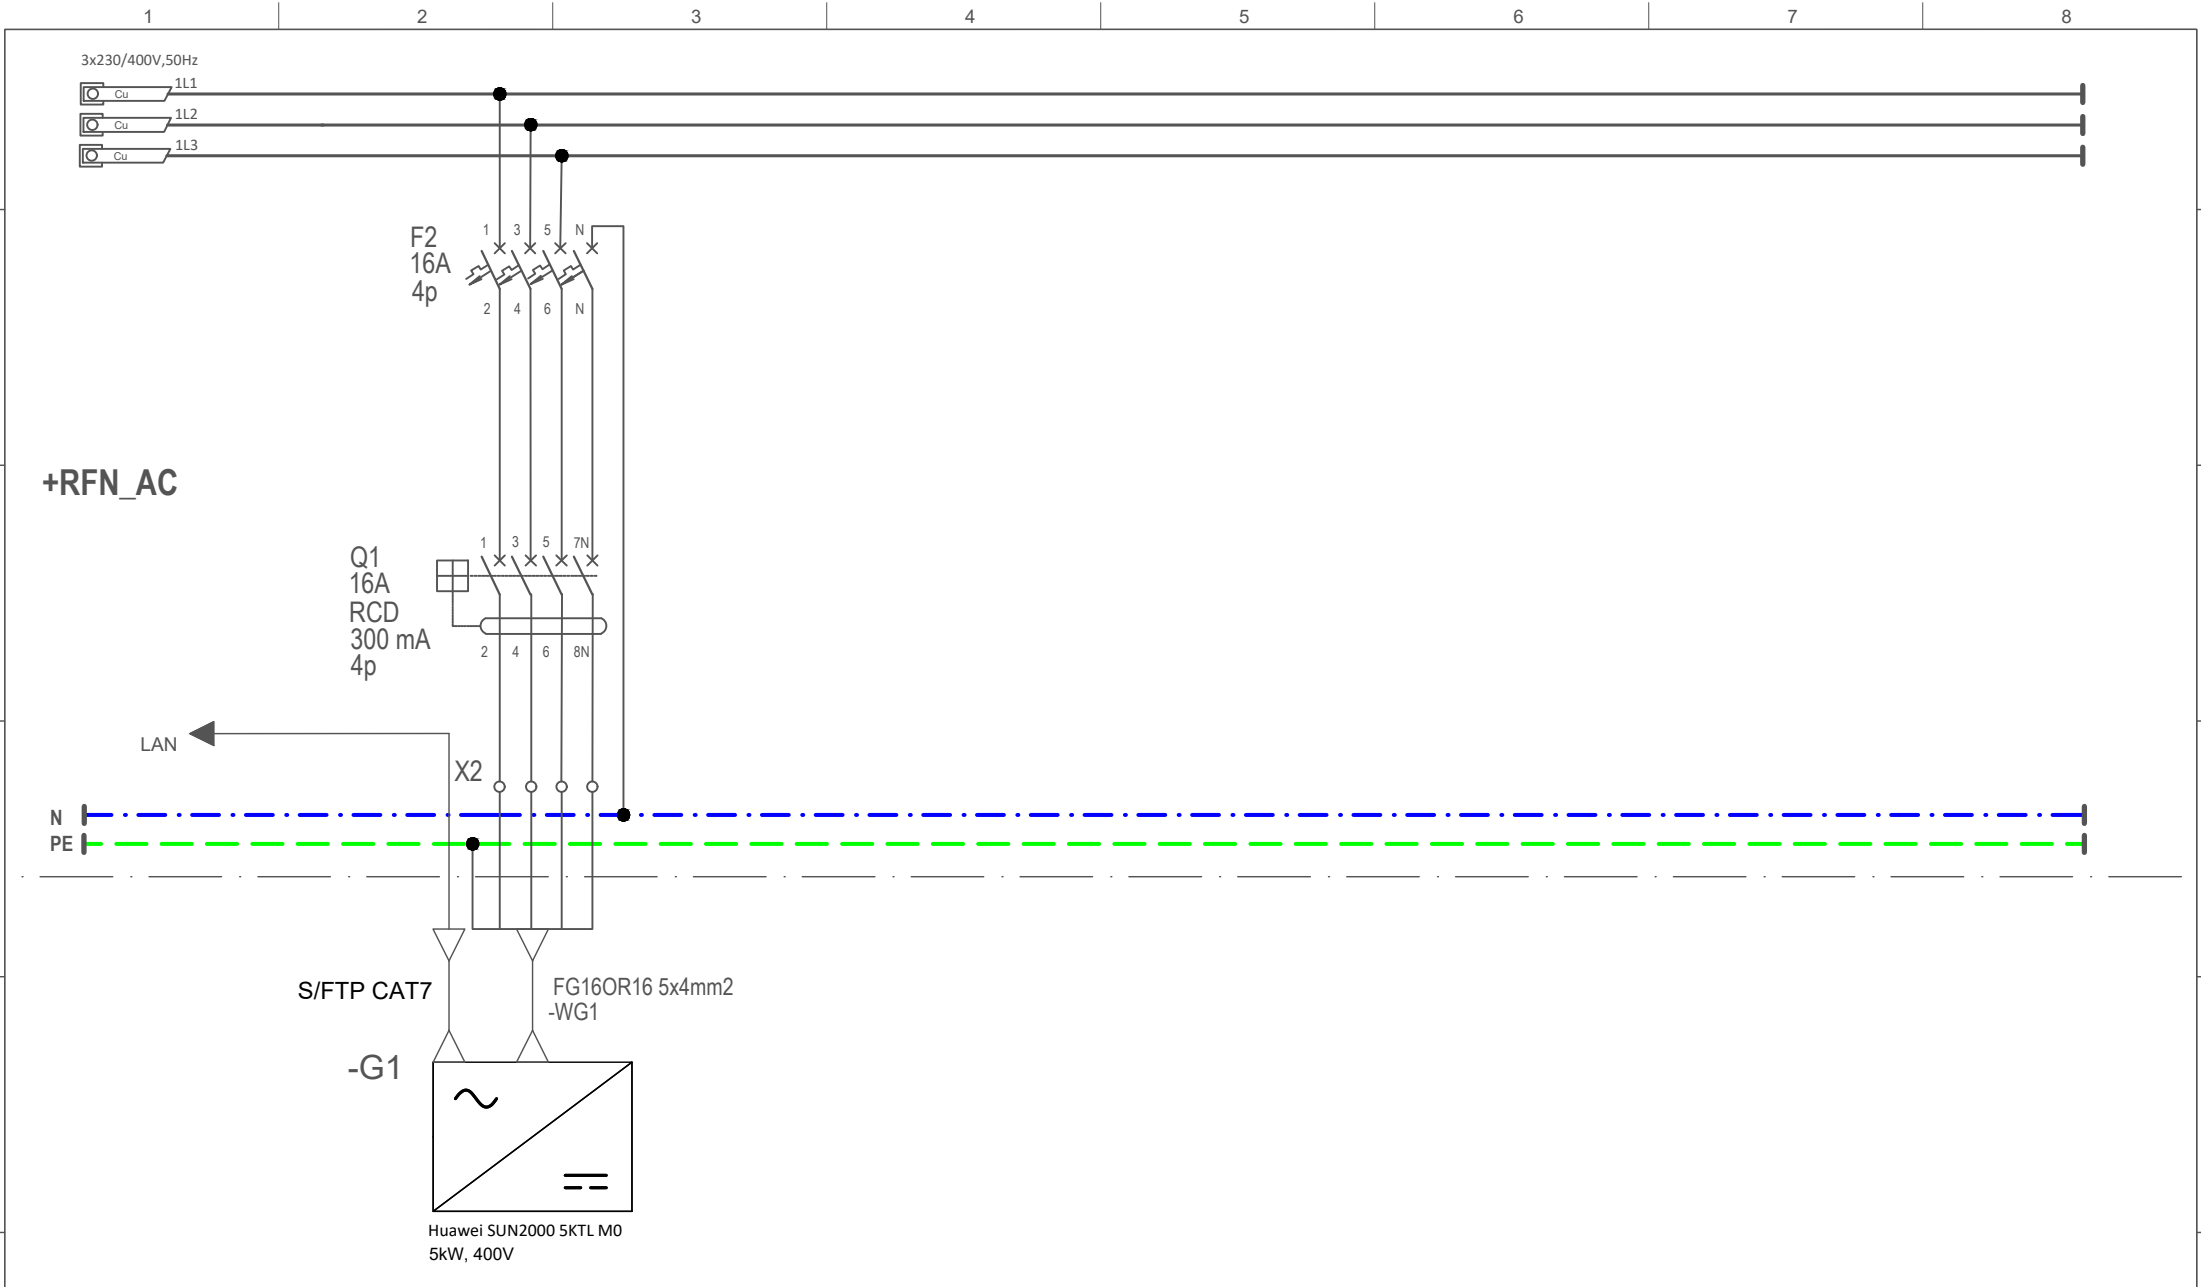 1 2 3 4 5 6 7 8
3x230/400V,50Hz
Cu 1L1
Cu 1L2
Cu 1L3
F2
16A
4p
1 3 5 N
2 4 6 N
+RFN_AC
Q1
16A
RCD
300 mA
4p
1 3 5 7N
2 4 6 8N
LAN
X2
N
PE
S/FTP CAT7
FG16OR16 5x4mm2
-WG1
-G1
Huawei SUN2000 5KTL M0
5kW, 400V